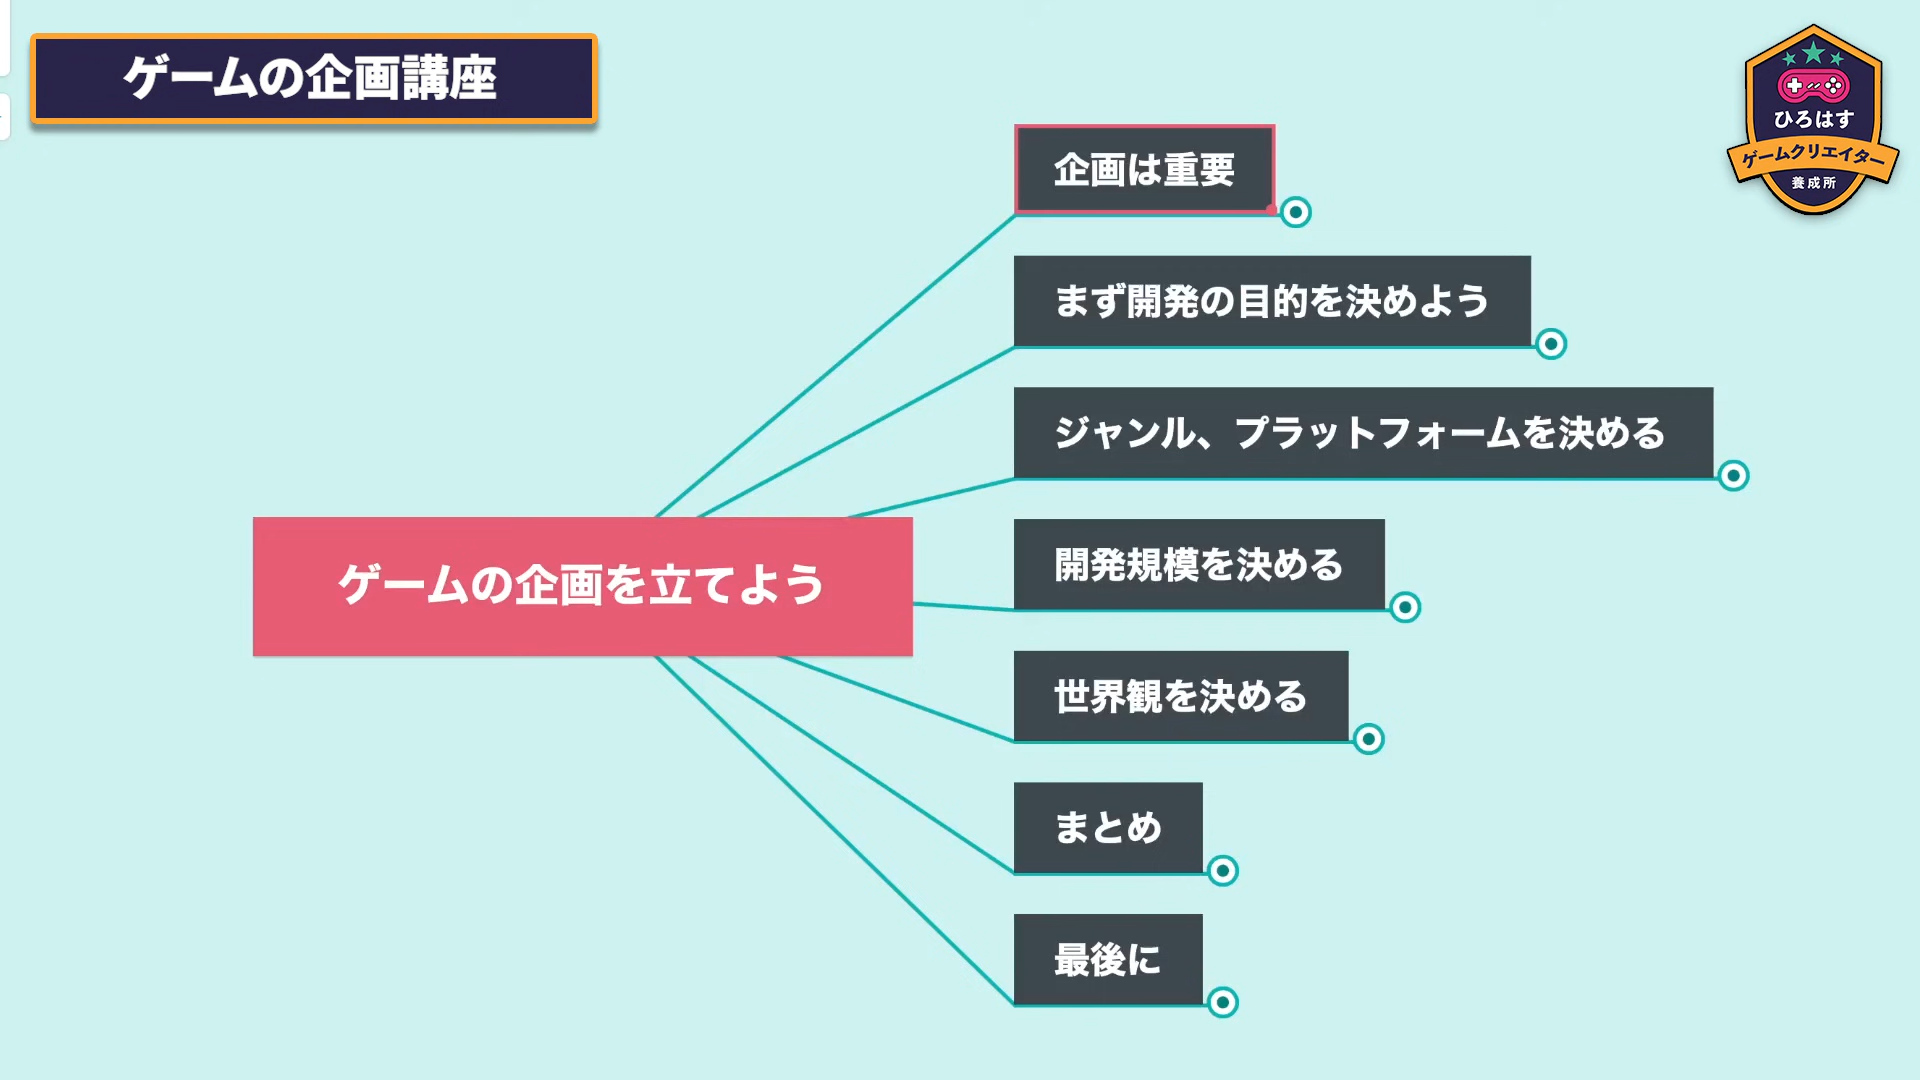 ゲームの企画講座
ひろはす
ゲームクリエイター
養成所
企画は重要
まず開発の目的を決めよう
ジャンル、プラットフォームを決める
ゲームの企画を立てよう
開発規模を決める
世界観を決める
まとめ
最後に